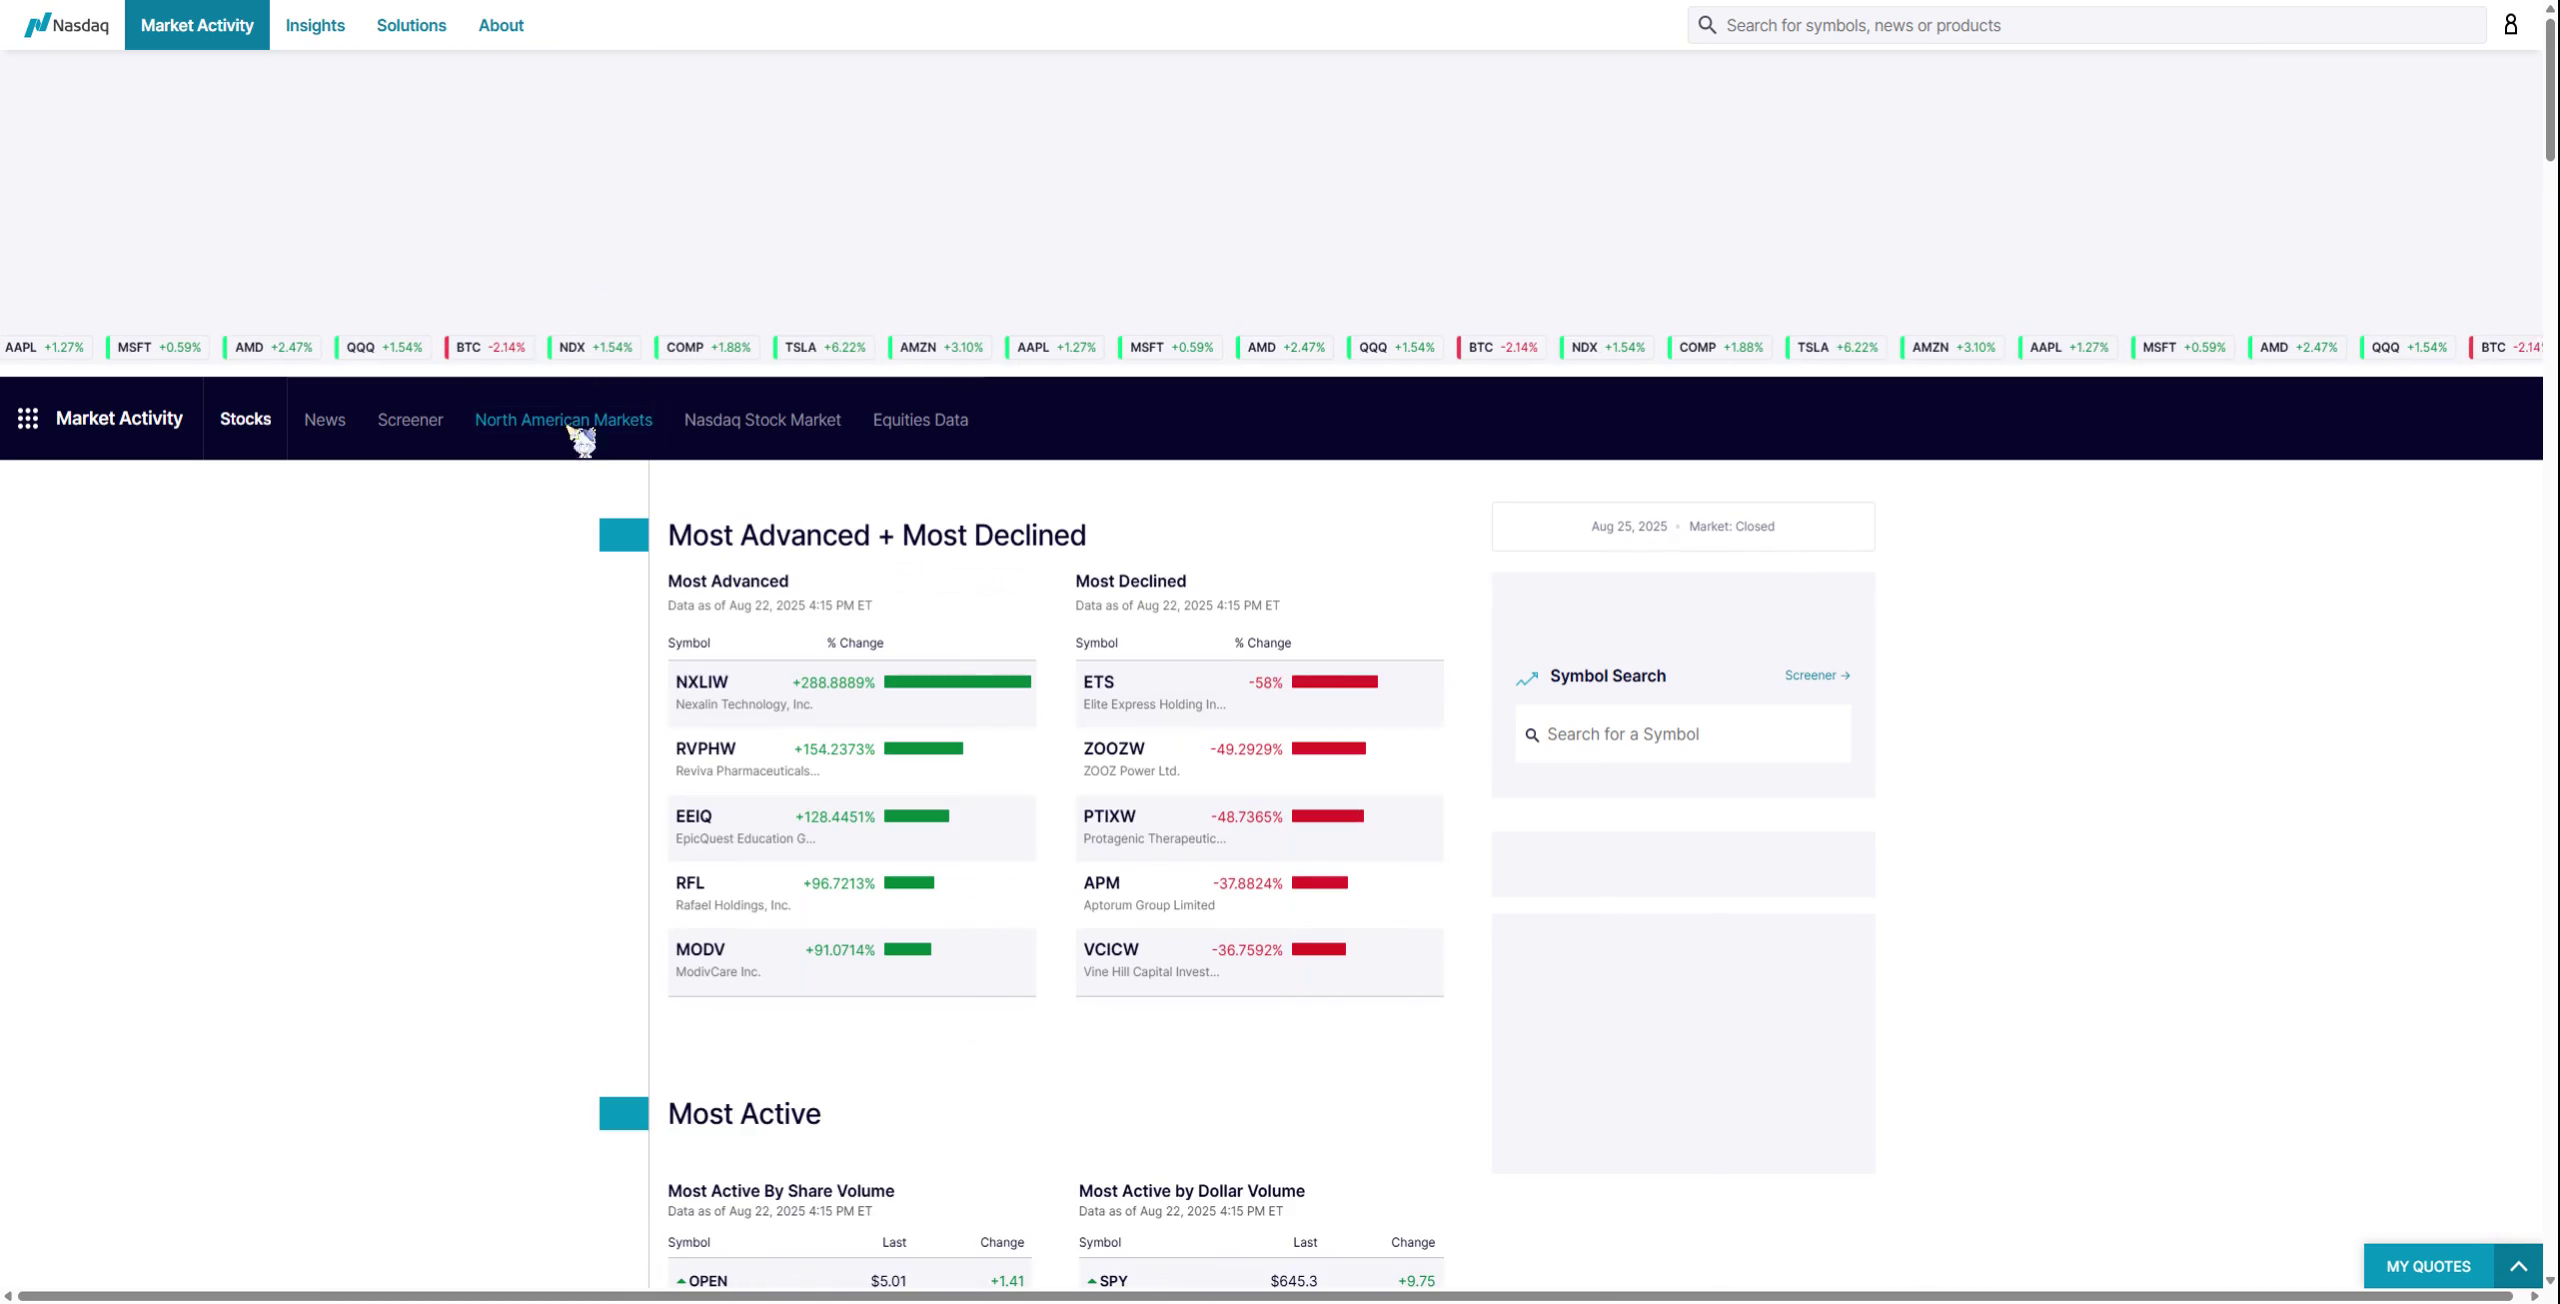 Nasdaq Market Activity Insights Solutions About Search for symbols, news or products
AAPL +1.27% MSFT +0.59% AMD +2.47% QQQ +1.54% BTC -2.14% NDX +1.54% COMP +1.88% TSLA +6.22% AMZN +3.10% AAPL +1.27% MSFT +0.59% AMD +2.47% QQQ +1.54% BTC -2.14% NDX +1.54% COMP +1.88% TSLA +6.22% AMZN +3.10% AAPL +1.27% MSFT +0.59% AMD +2.47% QQQ +1.54% BTC -2.14
Market Activity Stocks News Screener North American Markets Nasdaq Stock Market Equities Data
Most Advanced + Most Declined
Most Advanced
Data as of Aug 22, 2025 4:15 PM ET
Symbol % Change
NXLIW +288.8889%
Nexalin Technology, Inc.
RVPHW +154.2373%
Reviva Pharmaceuticals...
EEIQ +128.4451%
EpicQuest Education G...
RFL +96.7213%
Rafael Holdings, Inc.
MODV +91.0714%
ModivCare Inc.
Most Declined
Data as of Aug 22, 2025 4:15 PM ET
Symbol % Change
ETS -58%
Elite Express Holding In...
ZOOZW -49.2929%
ZOOZ Power Ltd.
PTIXW -48.7365%
Protagenic Therapeutic...
APM -37.8824%
Aptorum Group Limited
VCICW -36.7592%
Vine Hill Capital Invest...
Aug 25, 2025 • Market: Closed
Symbol Search Screener →
Search for a Symbol
Most Active
Most Active By Share Volume
Data as of Aug 22, 2025 4:15 PM ET
Symbol Last Change
OPEN $5.01 +1.41
Most Active by Dollar Volume
Data as of Aug 22, 2025 4:15 PM ET
Symbol Last Change
SPY $645.3 +9.75
MY QUOTES